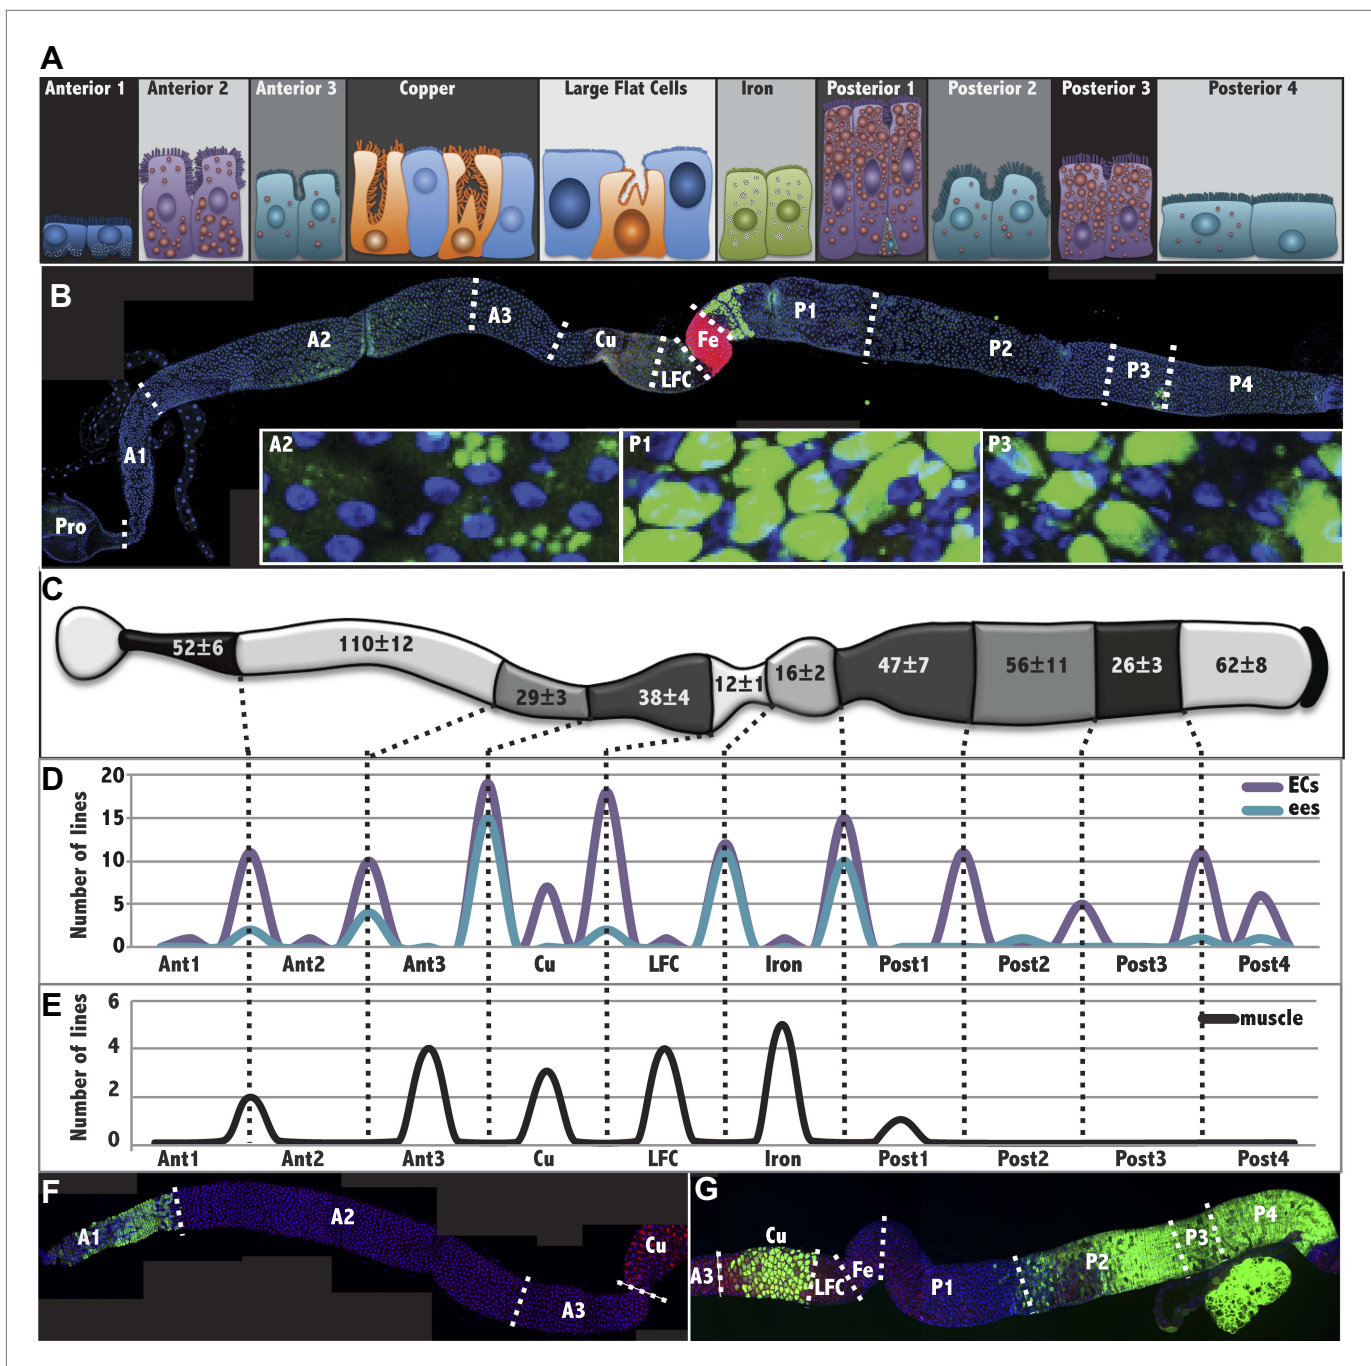 A
Anterior 1 Anterior 2 Anterior 3 Copper Large Flat Cells Iron Posterior 1 Posterior 2 Posterior 3 Posterior 4
B
A1 A2 A3 Cu LFC Fe P1 P2 P3 P4
Pro
A2 P1 P3
C
52±6 110±12 29±3 38±4 12±1 16±2 47±7 56±11 26±3 62±8
D
Number of lines
20
15
10
5
0
ECs
ees
Ant1 Ant2 Ant3 Cu LFC Iron Post1 Post2 Post3 Post4
E
Number of lines
6
4
2
0
muscle
Ant1 Ant2 Ant3 Cu LFC Iron Post1 Post2 Post3 Post4
F
A1 A2 A3 Cu
G
A3 Cu LFC Fe P1 P2 P3 P4